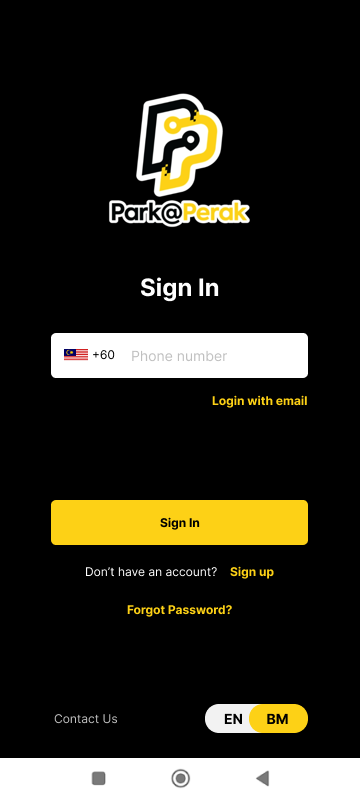 Park@Perak
Sign In
+60 Phone number
Login with email
Sign In
Don't have an account? Sign up
Forgot Password?
Contact Us
EN BM